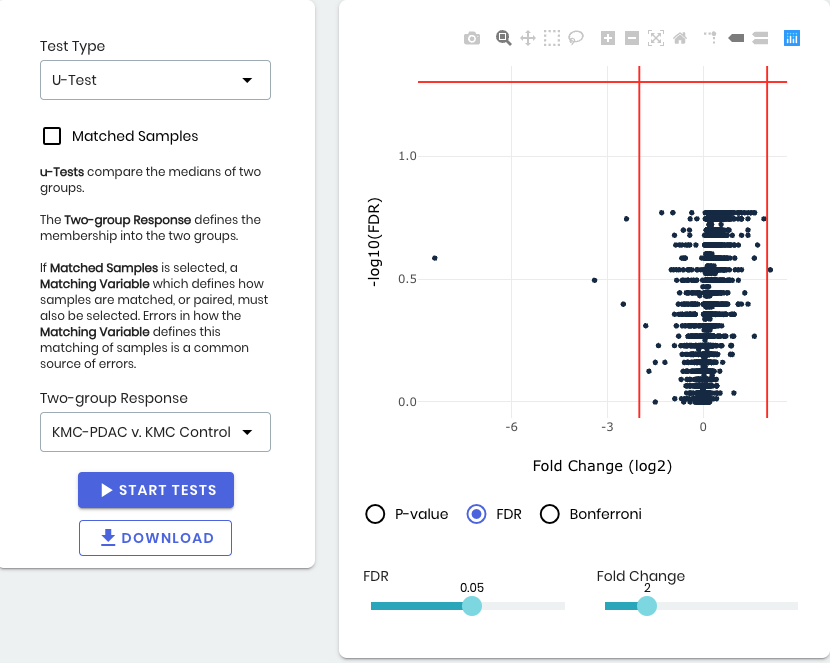 Test Type
U-Test
Matched Samples
u-Tests compare the medians of two
groups.
The Two-group Response defines the
membership into the two groups.
If Matched Samples is selected, a
Matching Variable which defines how
samples are matched, or paired, must
also be selected. Errors in how the
Matching Variable defines this
matching of samples is a common
source of errors.
Two-group Response
KMC-PDAC v. KMC Control
START TESTS
DOWNLOAD
-log10(FDR)
1.0
0.5
0.0
-6
-3
0
Fold Change (log2)
P-value
FDR
Bonferroni
FDR
0.05
Fold Change
2